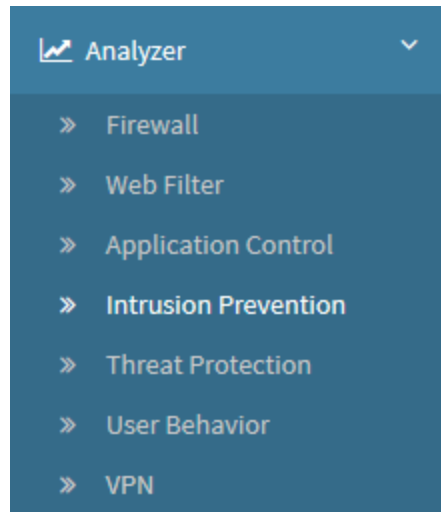 Analyzer
Firewall
Web Filter
Application Control
Intrusion Prevention
Threat Protection
User Behavior
VPN